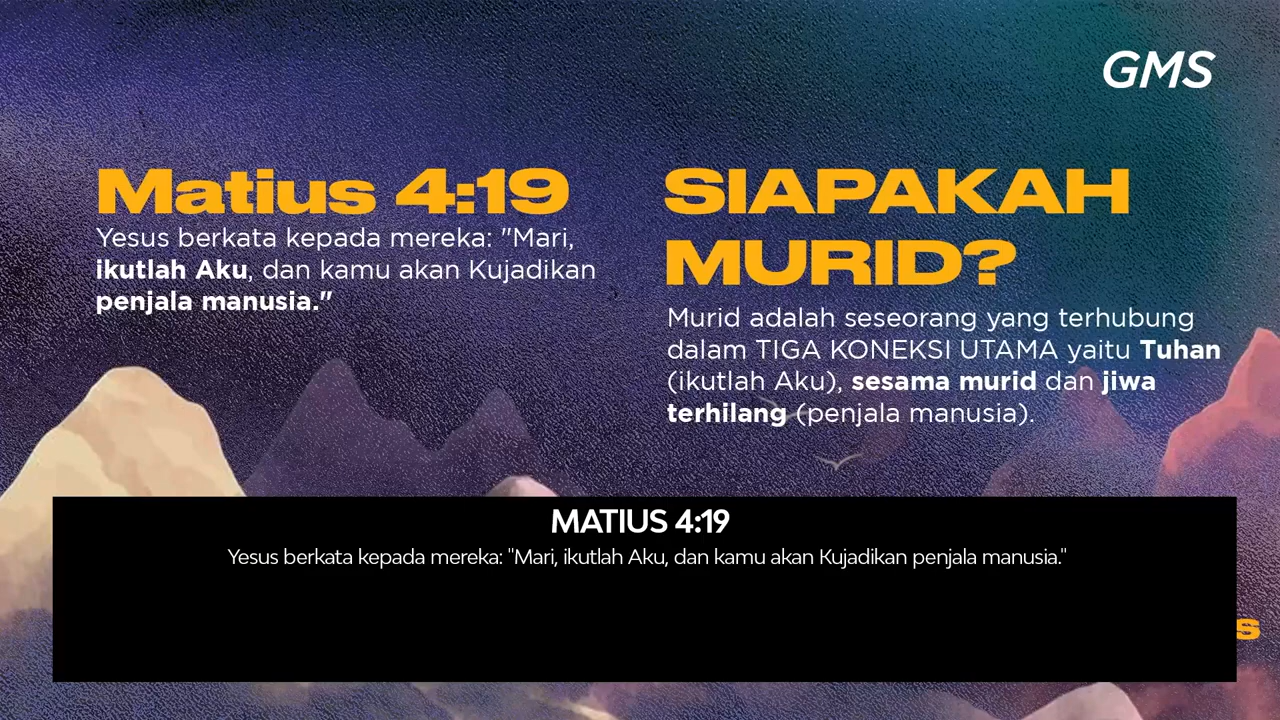 GMS
Matius 4:19
Yesus berkata kepada mereka: "Mari,
ikutlah Aku, dan kamu akan Kujadikan
penjala manusia."
SIAPAKAH
MURID?
Murid adalah seseorang yang terhubung
dalam TIGA KONEKSI UTAMA yaitu Tuhan
(ikutlah Aku), sesama murid dan jiwa
terhilang (penjala manusia).
MATIUS 4:19
Yesus berkata kepada mereka: "Mari, ikutlah Aku, dan kamu akan Kujadikan penjala manusia."